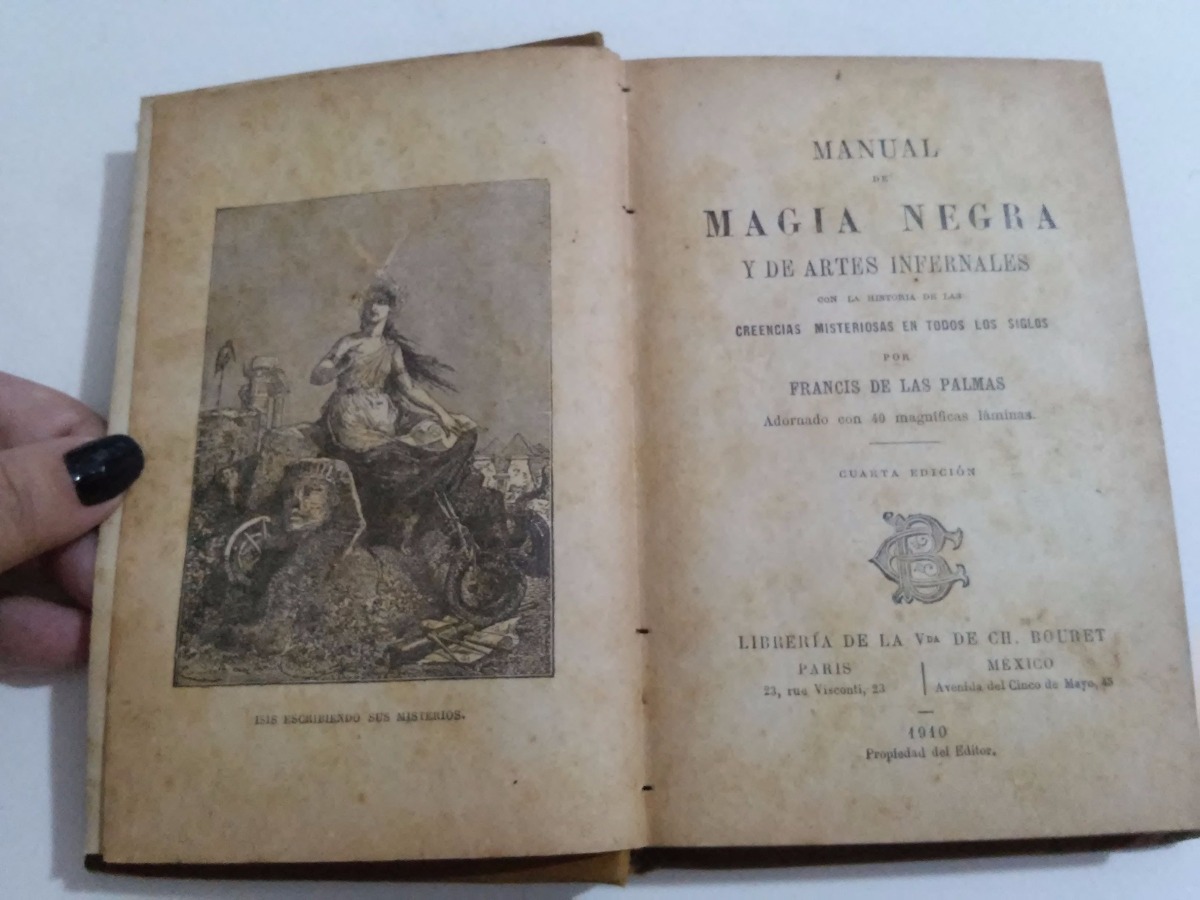 ISIS ESCRIBIENDO SUS MISTERIOS.
MANUAL
DE
MAGIA NEGRA
Y DE ARTES INFERNALES
CON LA HISTORIA DE LAS
CREENCIAS MISTERIOSAS EN TODOS LOS SIGLOS
POR
FRANCIS DE LAS PALMAS
Adornado con 40 magníficas láminas.
CUARTA EDICIÓN
CB
LIBRERÍA DE LA VDA DE CH. BOURET
PARIS
23, rue Visconti, 23
MÉXICO
Avenida del Cinco de Mayo, 45
1910
Propiedad del Editor.